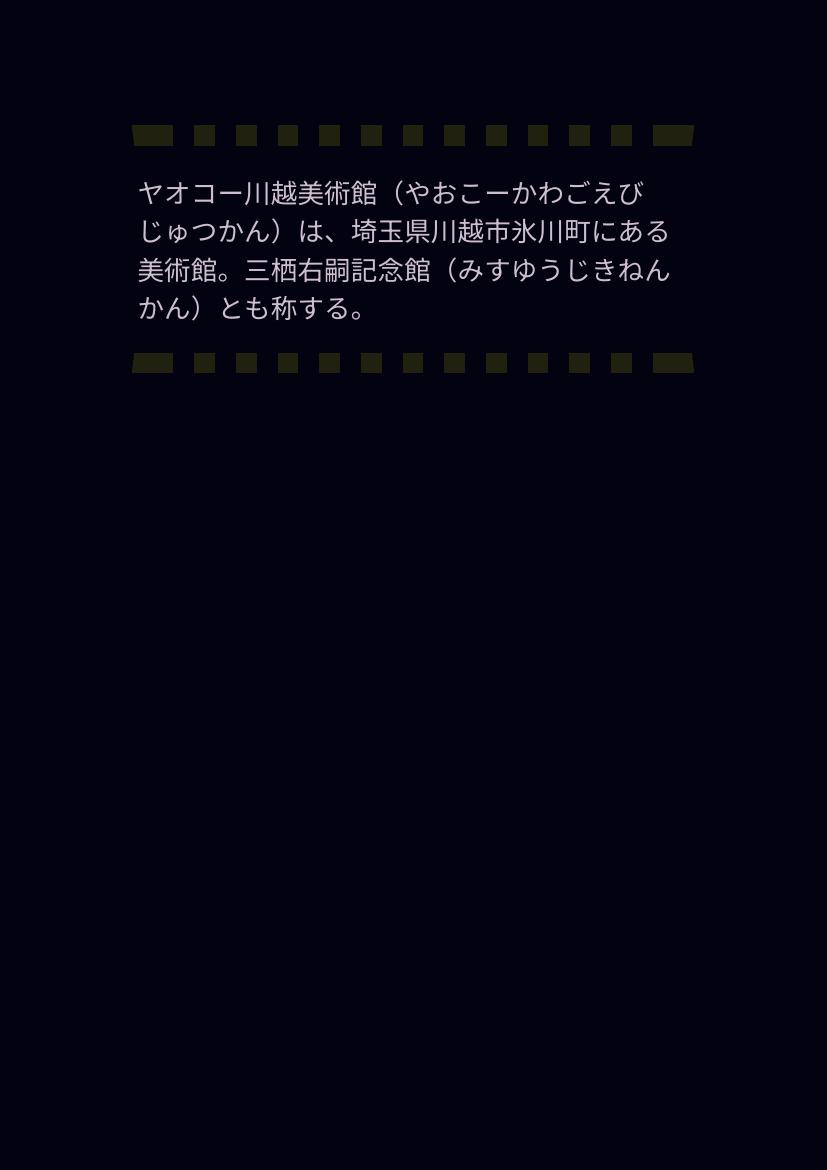 ヤオコー川越美術館（やおこーかわごえび
じゅつかん）は、埼玉県川越市氷川町にある
美術館。三栖右嗣記念館（みすゆうじきねん
かん）とも称する。